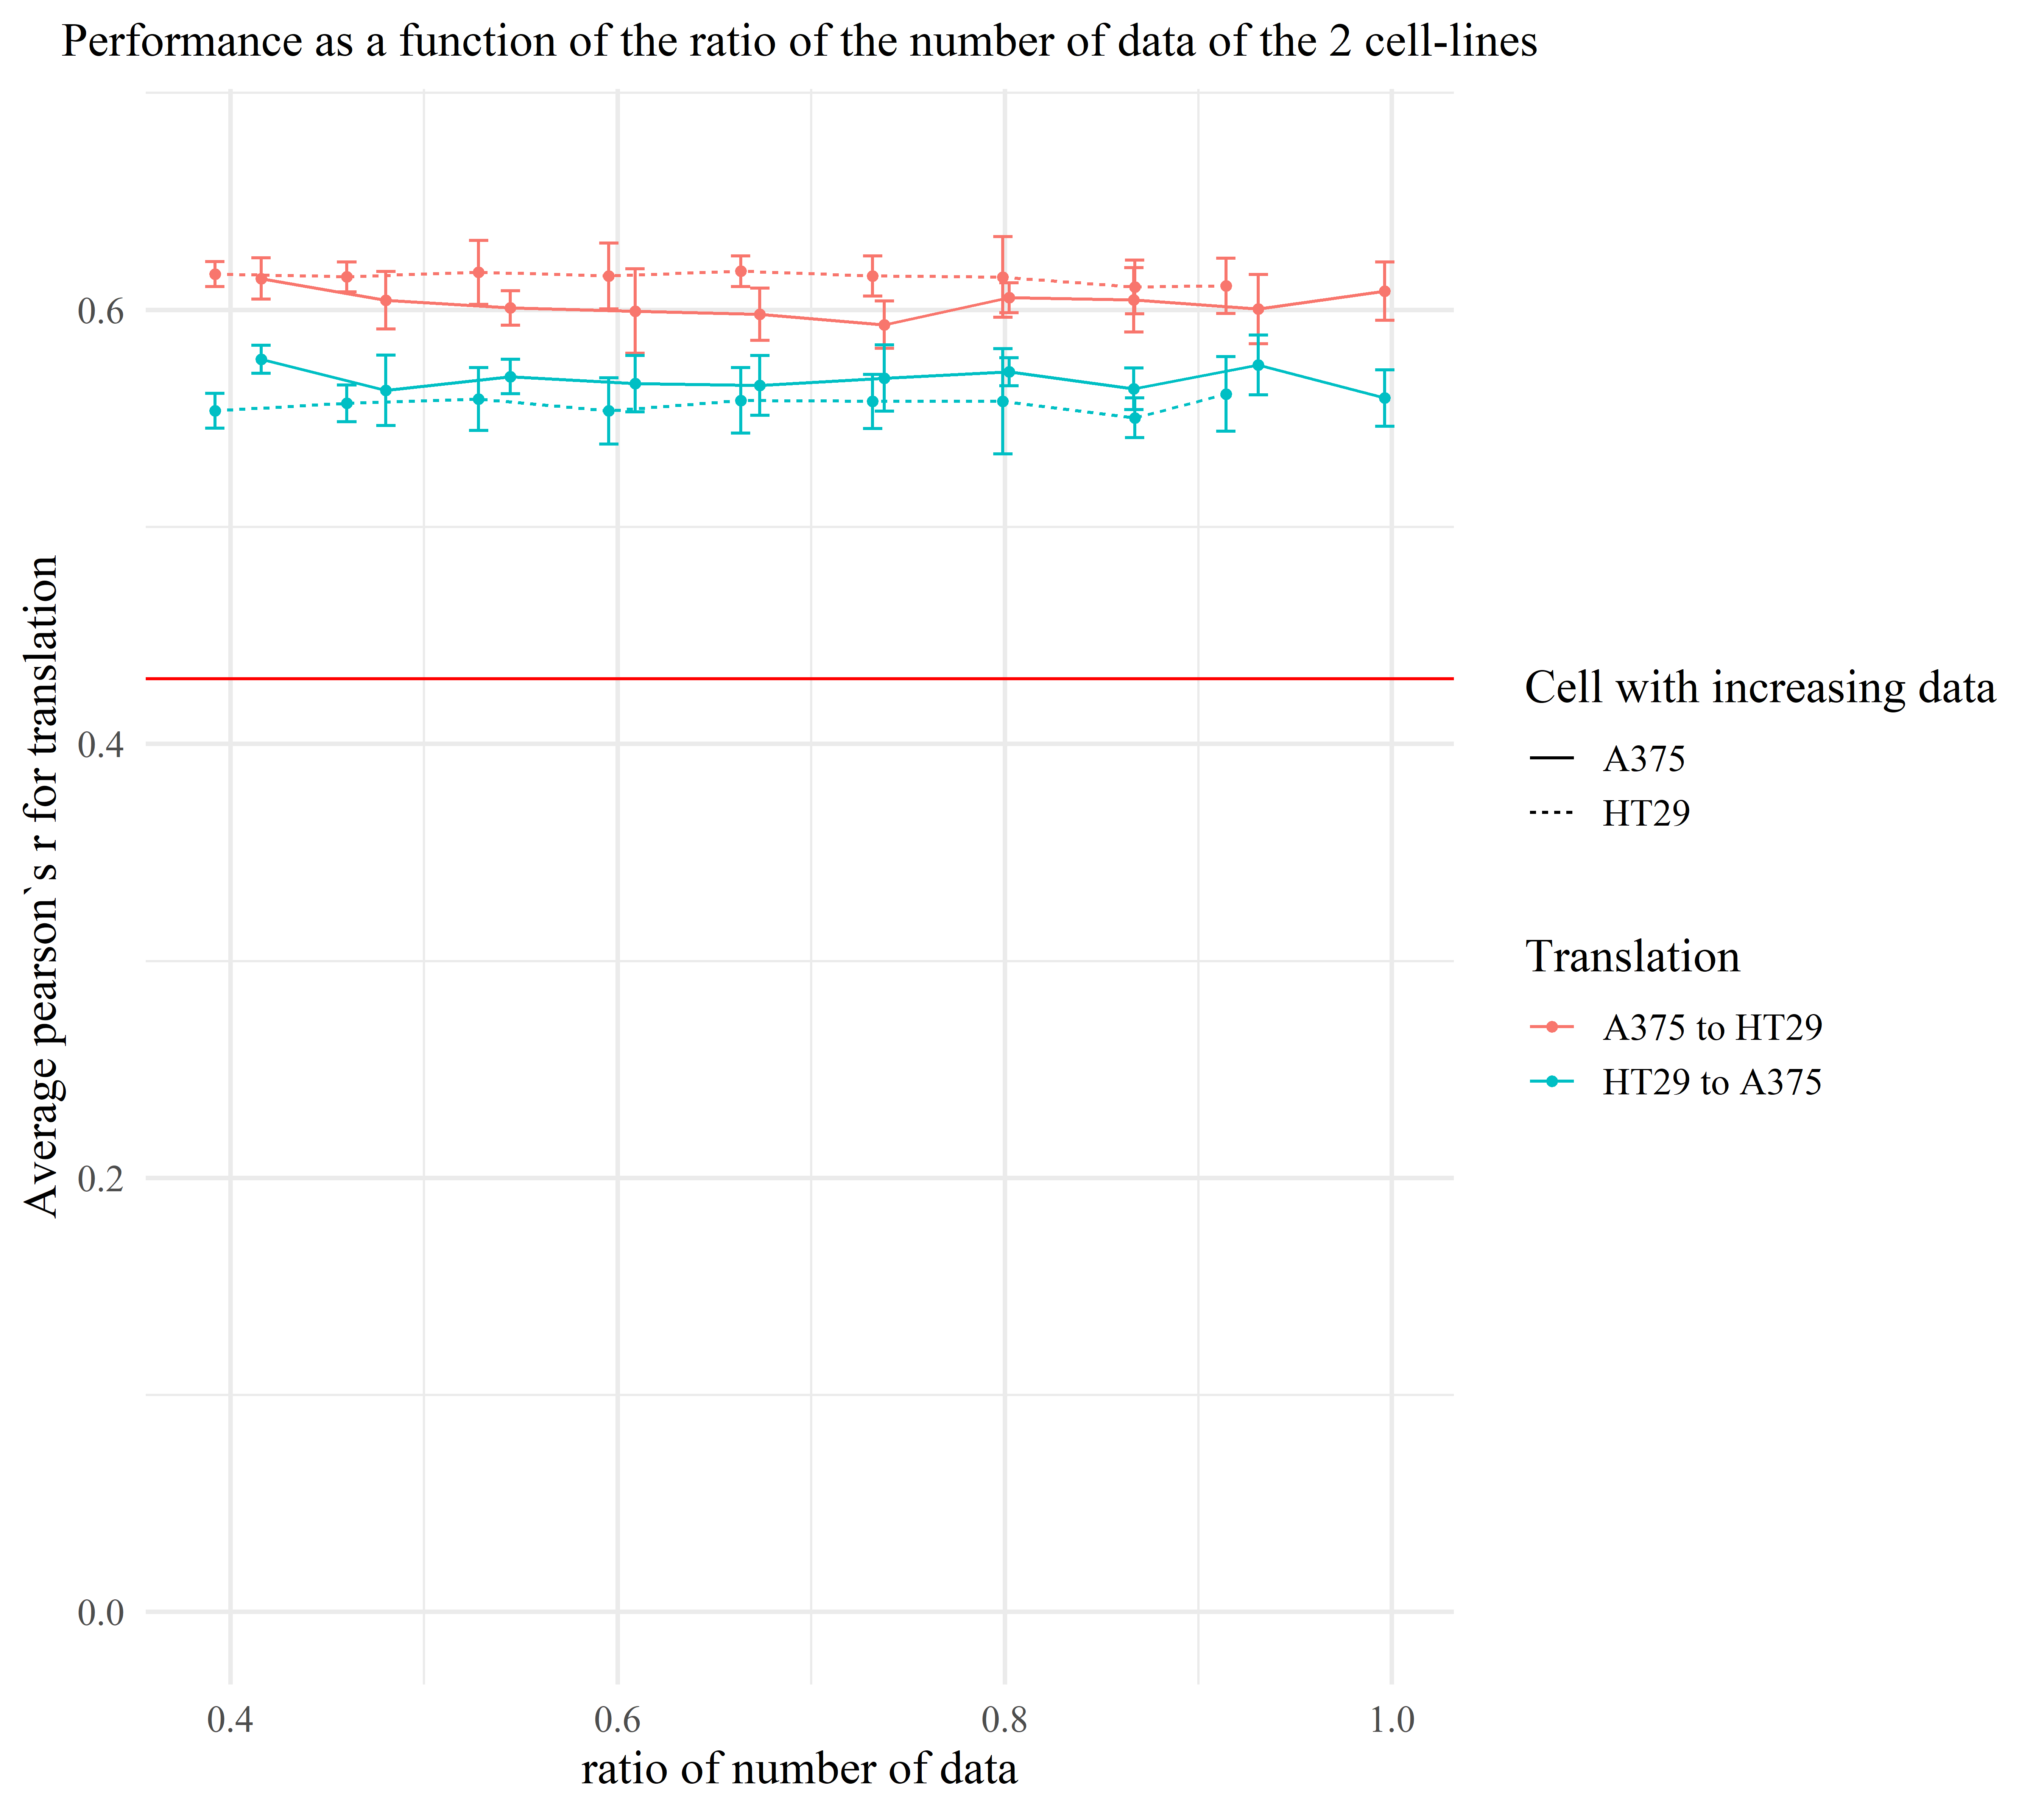 Performance as a function of the ratio of the number of data of the 2 cell-lines
Average pearson`s r for translation
0.6
0.4
0.2
0.0
0.4
0.6
0.8
1.0
ratio of number of data
Cell with increasing data
A375
HT29
Translation
A375 to HT29
HT29 to A375